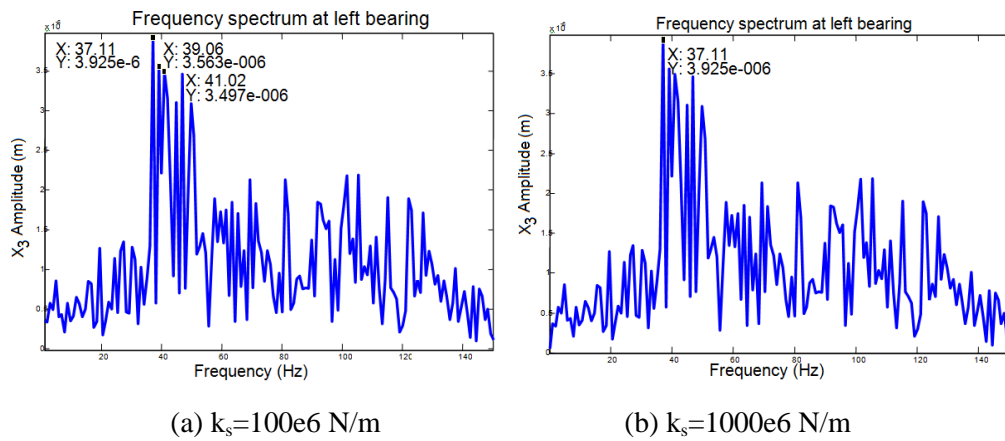 Frequency spectrum at left bearing
x 10⁻⁶
X: 37.11
Y: 3.925e-6
X: 39.06
Y: 3.563e-006
X: 41.02
Y: 3.497e-006
3.5
3
2.5
2
1.5
1
0.5
0
20 40 60 80 100 120 140
X₃ Amplitude (m)
Frequency (Hz)
(a) kₛ=100e6 N/m
Frequency spectrum at left bearing
X: 37.11
Y: 3.925e-006
3.5
3
2.5
2
1.5
1
0.5
0
20 40 60 80 100 120 140
X₃ Amplitude (m)
Frequency (Hz)
(b) kₛ=1000e6 N/m